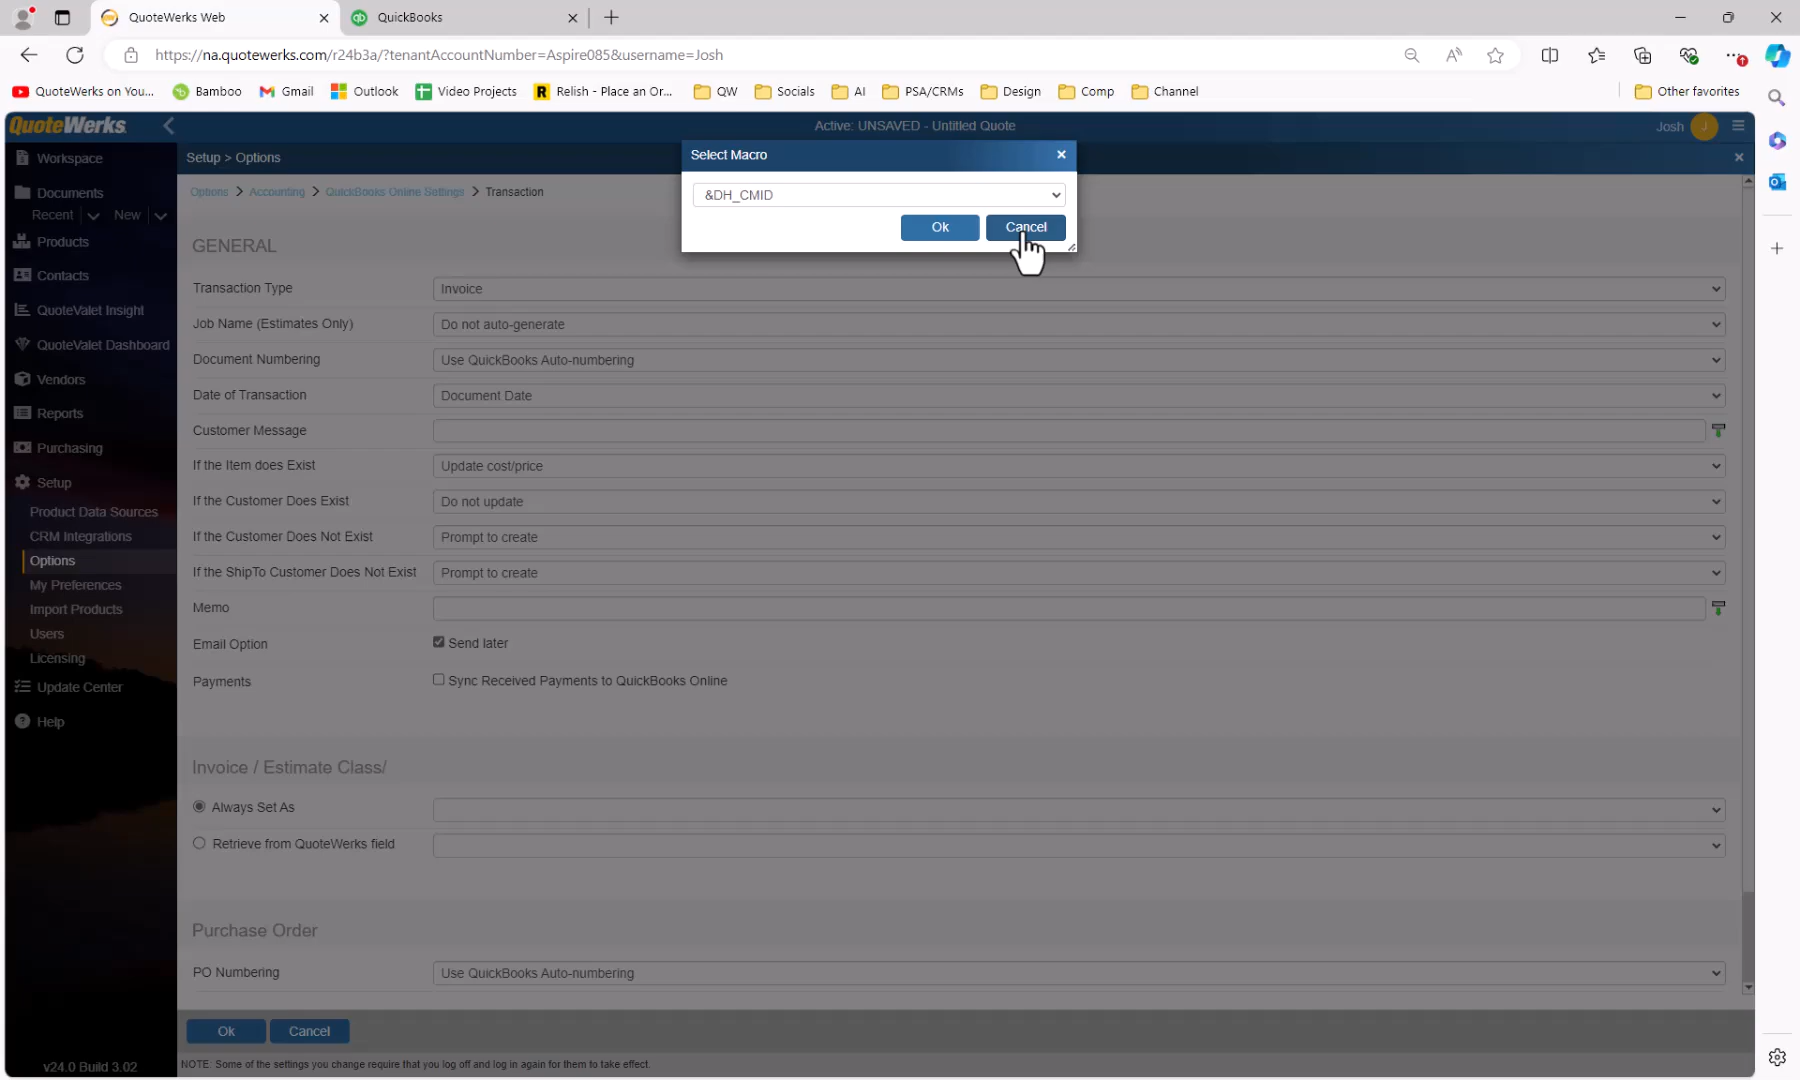 QuoteWerks Web
QuickBooks
https://na.quotewerks.com/r24b3a/?tenantAccountNumber=Aspire085&username=Josh
QuoteWerks on You... Bamboo Gmail Outlook Video Projects Relish - Place an Or... QW Socials AI PSA/CRMs Design Comp Channel Other favorites
QuoteWerks Active: UNSAVED - Untitled Quote Josh J
Select Macro
&DH_CMID
Ok Cancel
Workspace
Documents
Recent New
Products
Contacts
QuoteValet Insight
QuoteValet Dashboard
Vendors
Reports
Purchasing
Setup
Product Data Sources
CRM Integrations
Options
My Preferences
Import Products
Users
Licensing
Update Center
Help
v24.0 Build 3.02
Setup > Options
Options > Accounting > QuickBooks Online Settings > Transaction
GENERAL
Transaction Type Invoice
Job Name (Estimates Only) Do not auto-generate
Document Numbering Use QuickBooks Auto-numbering
Date of Transaction Document Date
Customer Message
If the Item does Exist Update cost/price
If the Customer Does Exist Do not update
If the Customer Does Not Exist Prompt to create
If the ShipTo Customer Does Not Exist Prompt to create
Memo
Email Option Send later
Payments Sync Received Payments to QuickBooks Online
Invoice / Estimate Class/
Always Set As
Retrieve from QuoteWerks field
Purchase Order
PO Numbering Use QuickBooks Auto-numbering
Ok Cancel
NOTE: Some of the settings you change require that you log off and log in again for them to take effect.